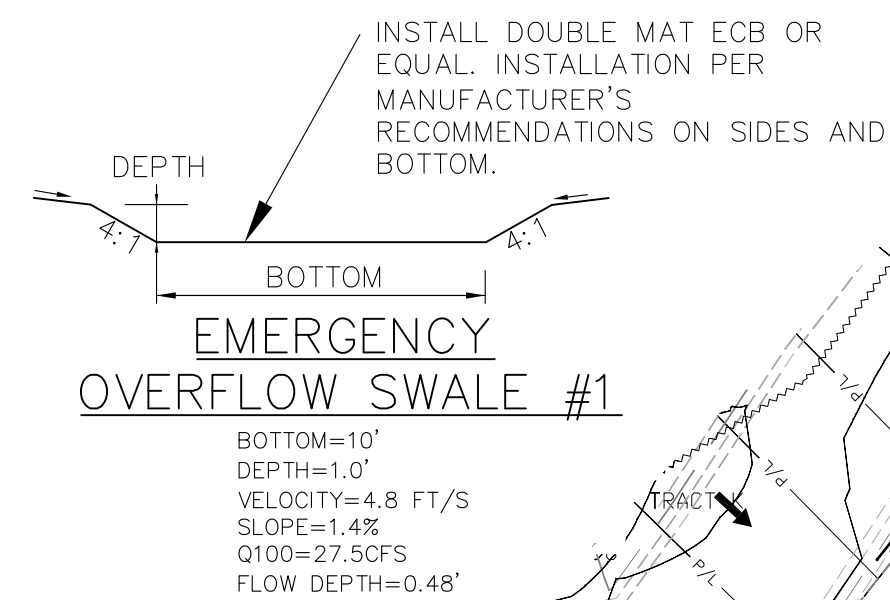 INSTALL DOUBLE MAT ECB OR
EQUAL. INSTALLATION PER
MANUFACTURER'S
RECOMMENDATIONS ON SIDES AND
BOTTOM.
DEPTH
4:1
4:1
BOTTOM
EMERGENCY
OVERFLOW SWALE #1
BOTTOM=10'
DEPTH=1.0'
VELOCITY=4.8 FT/S
SLOPE=1.4%
Q100=27.5CFS
FLOW DEPTH=0.48'
P/L
P/L
TRACT K
P/L